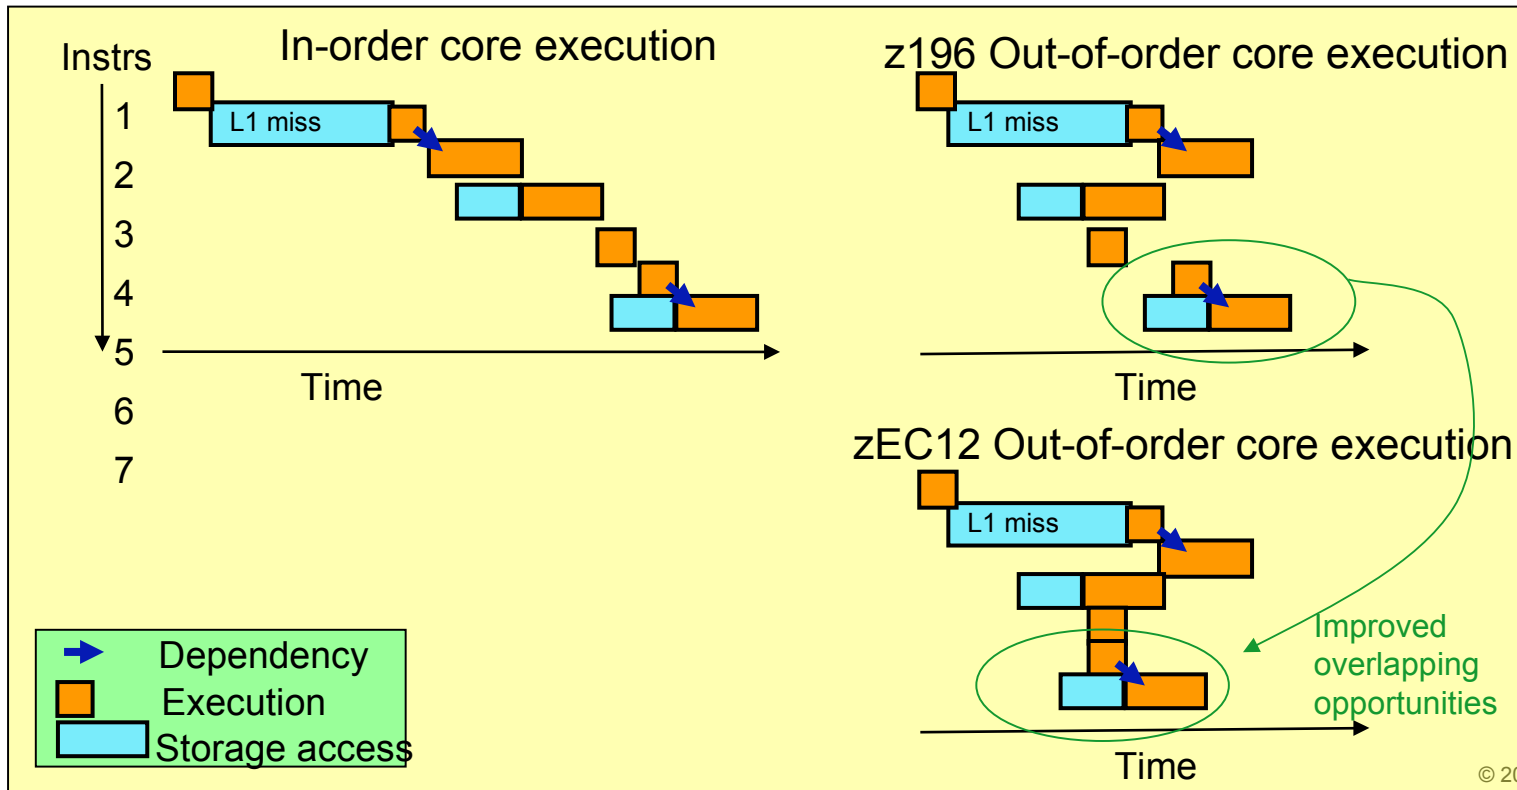 In-order core execution
Instrs
1
2
3
4
5
6
7
L1 miss
Time
z196 Out-of-order core execution
L1 miss
Time
zEC12 Out-of-order core execution
L1 miss
Improved
overlapping
opportunities
Time
Dependency
Execution
Storage access
© 20